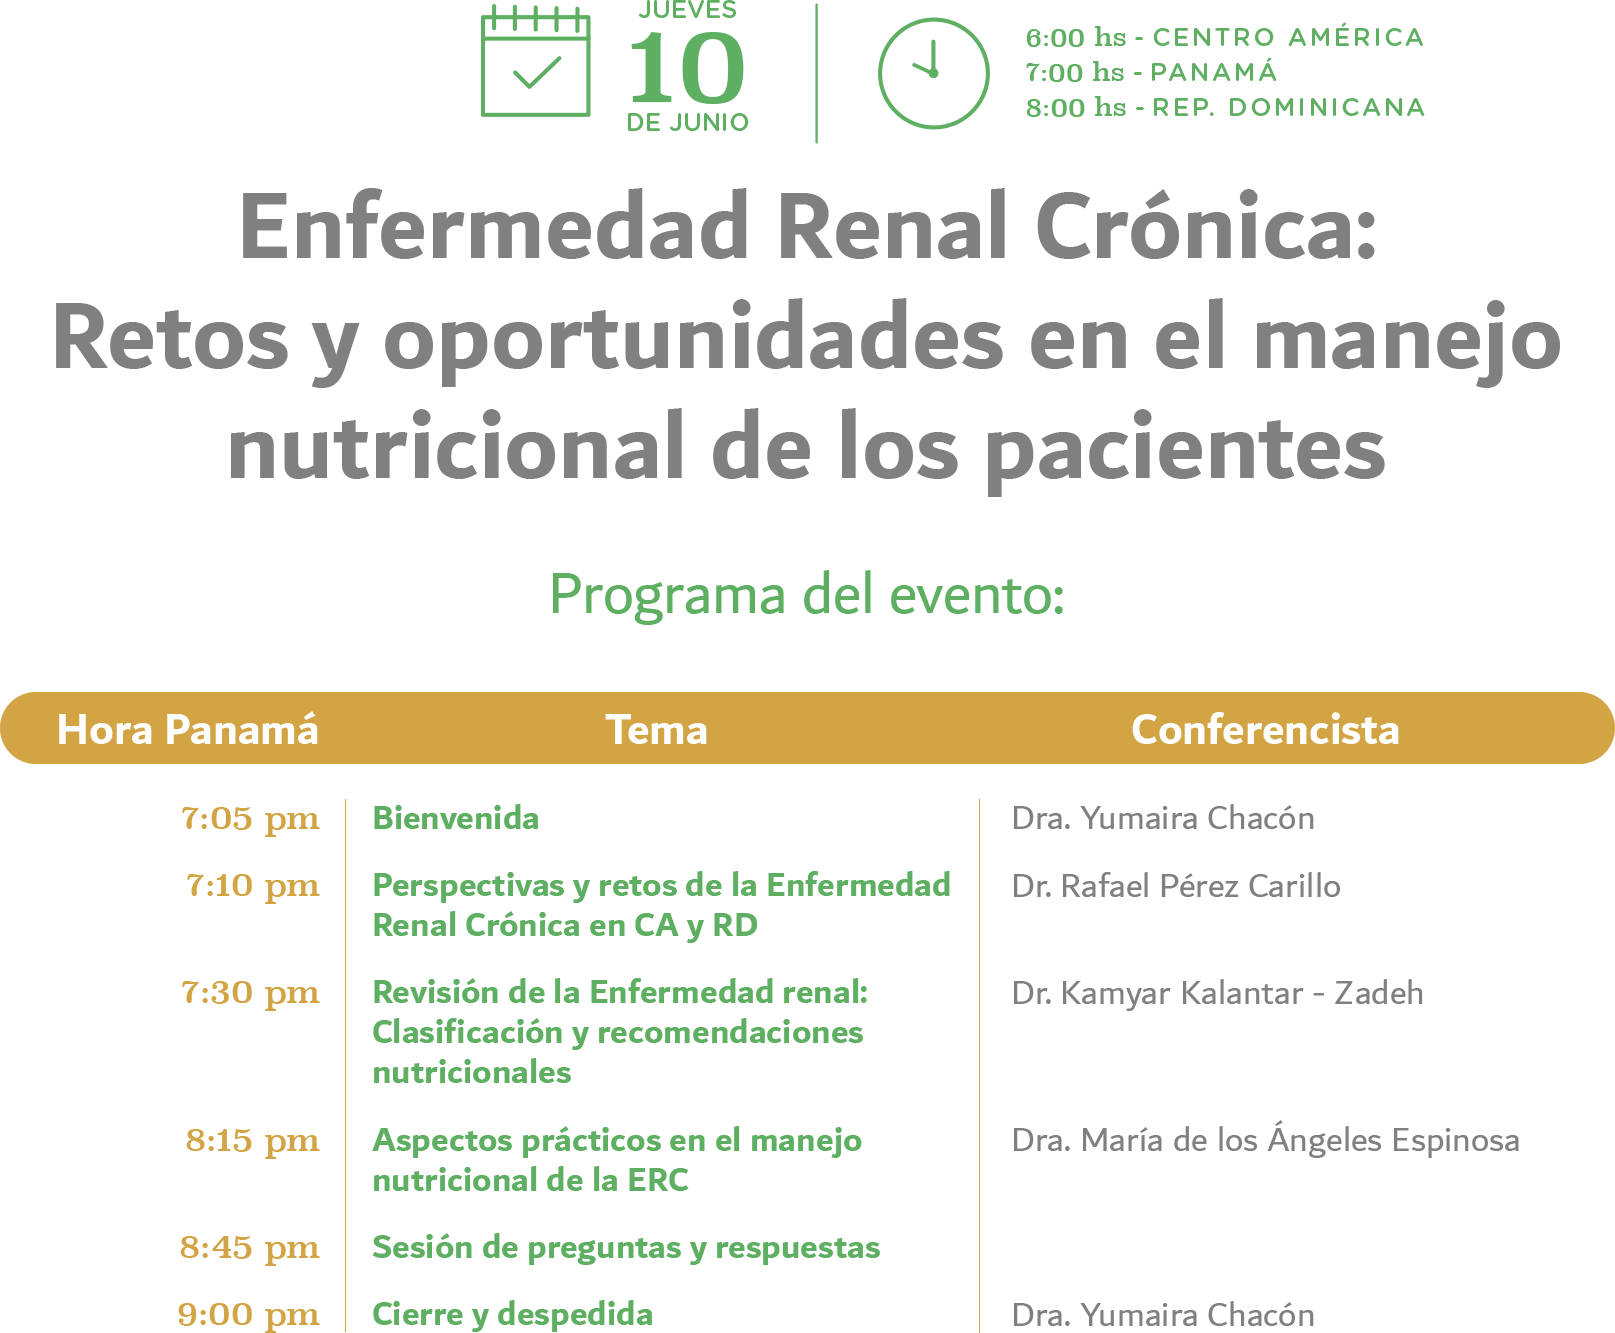 JUEVES
10
DE JUNIO
6:00 hs - CENTRO AMÉRICA
7:00 hs - PANAMÁ
8:00 hs - REP. DOMINICANA
Enfermedad Renal Crónica:
Retos y oportunidades en el manejo
nutricional de los pacientes
Programa del evento:
Hora Panamá Tema Conferencista
7:05 pm Bienvenida Dra. Yumaira Chacón
7:10 pm Perspectivas y retos de la Enfermedad Dr. Rafael Pérez Carillo
Renal Crónica en CA y RD
7:30 pm Revisión de la Enfermedad renal: Dr. Kamyar Kalantar - Zadeh
Clasificación y recomendaciones
nutricionales
8:15 pm Aspectos prácticos en el manejo Dra. María de los Ángeles Espinosa
nutricional de la ERC
8:45 pm Sesión de preguntas y respuestas
9:00 pm Cierre y despedida Dra. Yumaira Chacón